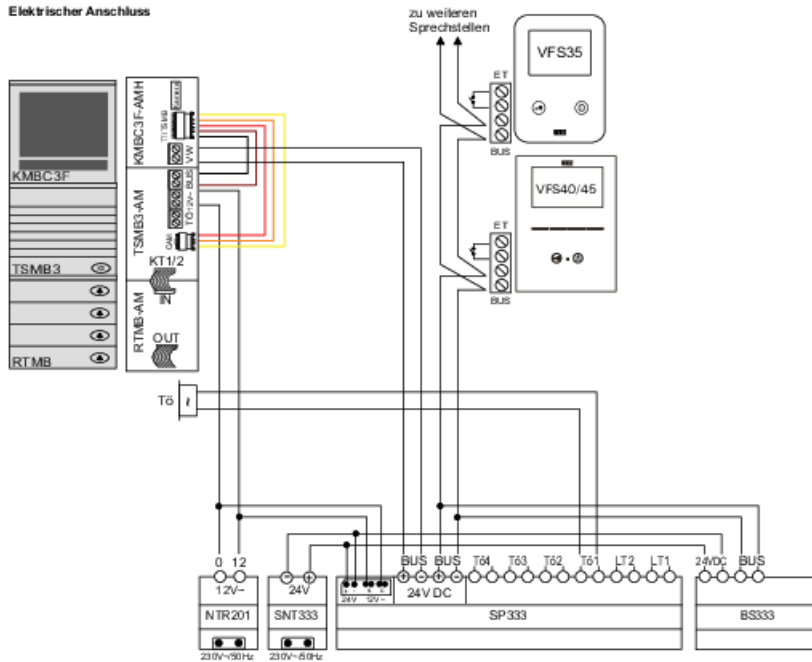 Elektrischer Anschluss
zu weiteren
Sprechstellen
VFS35
ET
BUS
VFS40/45
ET
BUS
KMBC3F
TSMB3
RTMB
KMBC3F-AMH
VW
TSMB3-AM
TÖ12V~ BUS
CAM
KT1/2
IN
RTMB-AM
OUT
Tö
~
0 12
12V~
NTR201
230V~/50Hz
- +
24V
SNT333
230V~/50Hz
BUS BUS Tö4 Tö3 Tö2 Tö1 LT2 LT1
+ - + -
24V 12V~
24V DC
SP333
24VDC BUS
BS333